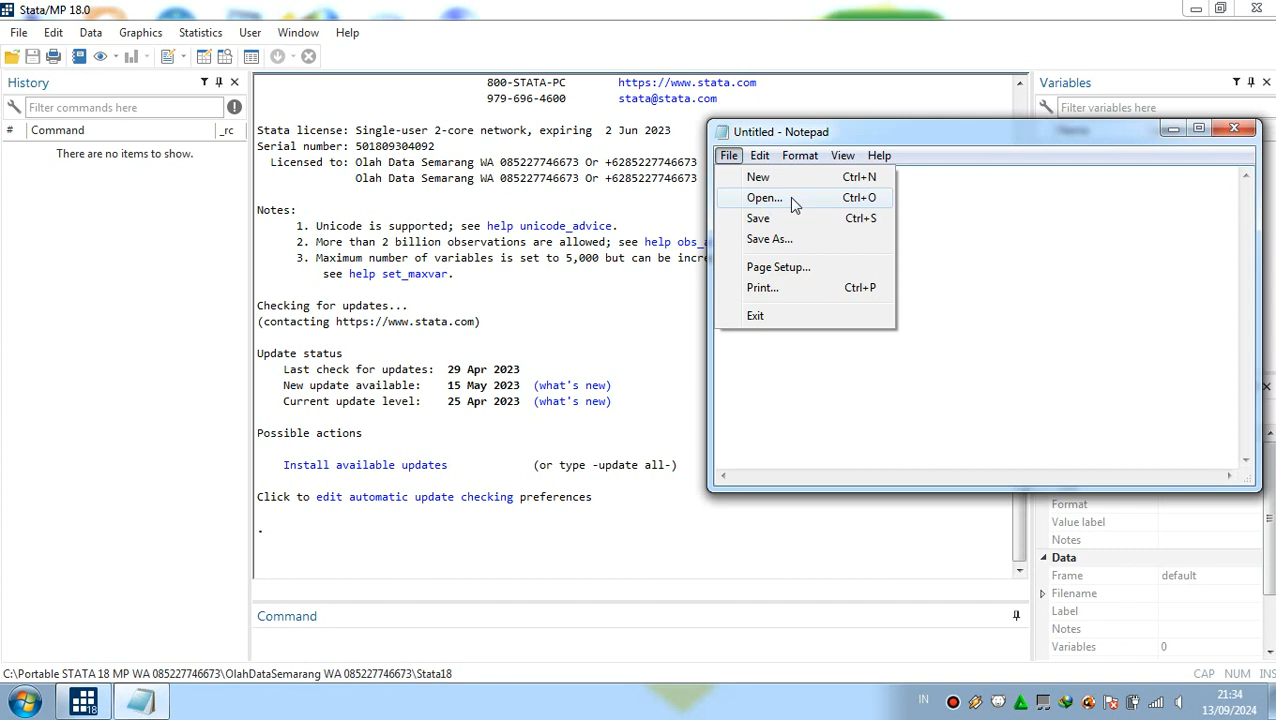 Stata/MP 18.0
File Edit Data Graphics Statistics User Window Help
History
Filter commands here
# Command _rc
There are no items to show.
800-STATA-PC https://www.stata.com
979-696-4600 stata@stata.com
Stata license: Single-user 2-core network, expiring 2 Jun 2023
Serial number: 501809304092
Licensed to: Olah Data Semarang WA 085227746673 Or +6285227746673
Olah Data Semarang WA 085227746673 Or +6285227746673
Notes:
1. Unicode is supported; see help unicode_advice.
2. More than 2 billion observations are allowed; see help obs_a
3. Maximum number of variables is set to 5,000 but can be incre
see help set_maxvar.
Checking for updates...
(contacting https://www.stata.com)
Update status
Last check for updates: 29 Apr 2023
New update available: 15 May 2023 (what's new)
Current update level: 25 Apr 2023 (what's new)
Possible actions
Install available updates (or type -update all-)
Click to edit automatic update checking preferences
.
Command
Variables
Filter variables here
Untitled - Notepad
File Edit Format View Help
New Ctrl+N
Open... Ctrl+O
Save Ctrl+S
Save As...
Page Setup...
Print... Ctrl+P
Exit
Format
Value label
Notes
Data
Frame default
Filename
Label
Notes
Variables 0
C:\Portable STATA 18 MP WA 085227746673\OlahDataSemarang WA 085227746673\Stata18
CAP NUM INS
18
IN
21:34
13/09/2024